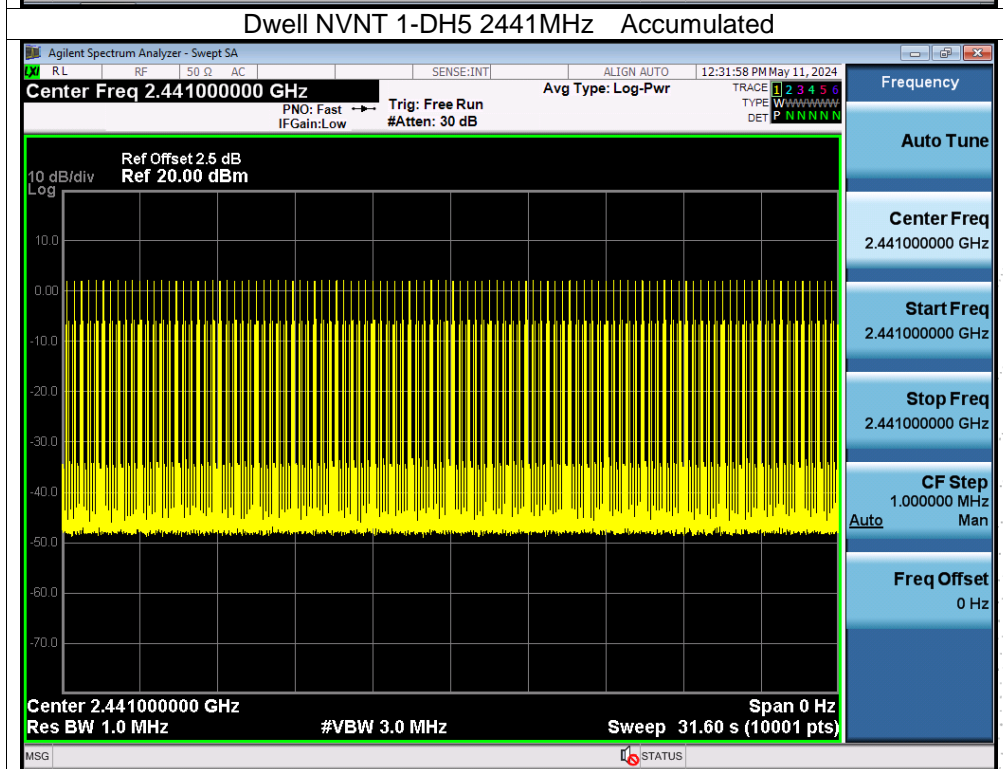 Dwell NVNT 1-DH5 2441MHz Accumulated
Agilent Spectrum Analyzer - Swept SA
LXI RL RF 50 Ω AC SENSE:INT ALIGN AUTO 12:31:58 PM May 11, 2024
Center Freq 2.441000000 GHz
PNO: Fast
IFGain:Low
Trig: Free Run
#Atten: 30 dB
Avg Type: Log-Pwr
TRACE 1 2 3 4 5 6
TYPE WWWWWWW
DET P N N N N N
Frequency
Auto Tune
Center Freq
2.441000000 GHz
Start Freq
2.441000000 GHz
Stop Freq
2.441000000 GHz
CF Step
1.000000 MHz
Auto Man
Freq Offset
0 Hz
Ref Offset 2.5 dB
10 dB/div Ref 20.00 dBm
Log
10.0
0.00
-10.0
-20.0
-30.0
-40.0
-50.0
-60.0
-70.0
Center 2.441000000 GHz Span 0 Hz
Res BW 1.0 MHz #VBW 3.0 MHz Sweep 31.60 s (10001 pts)
MSG STATUS